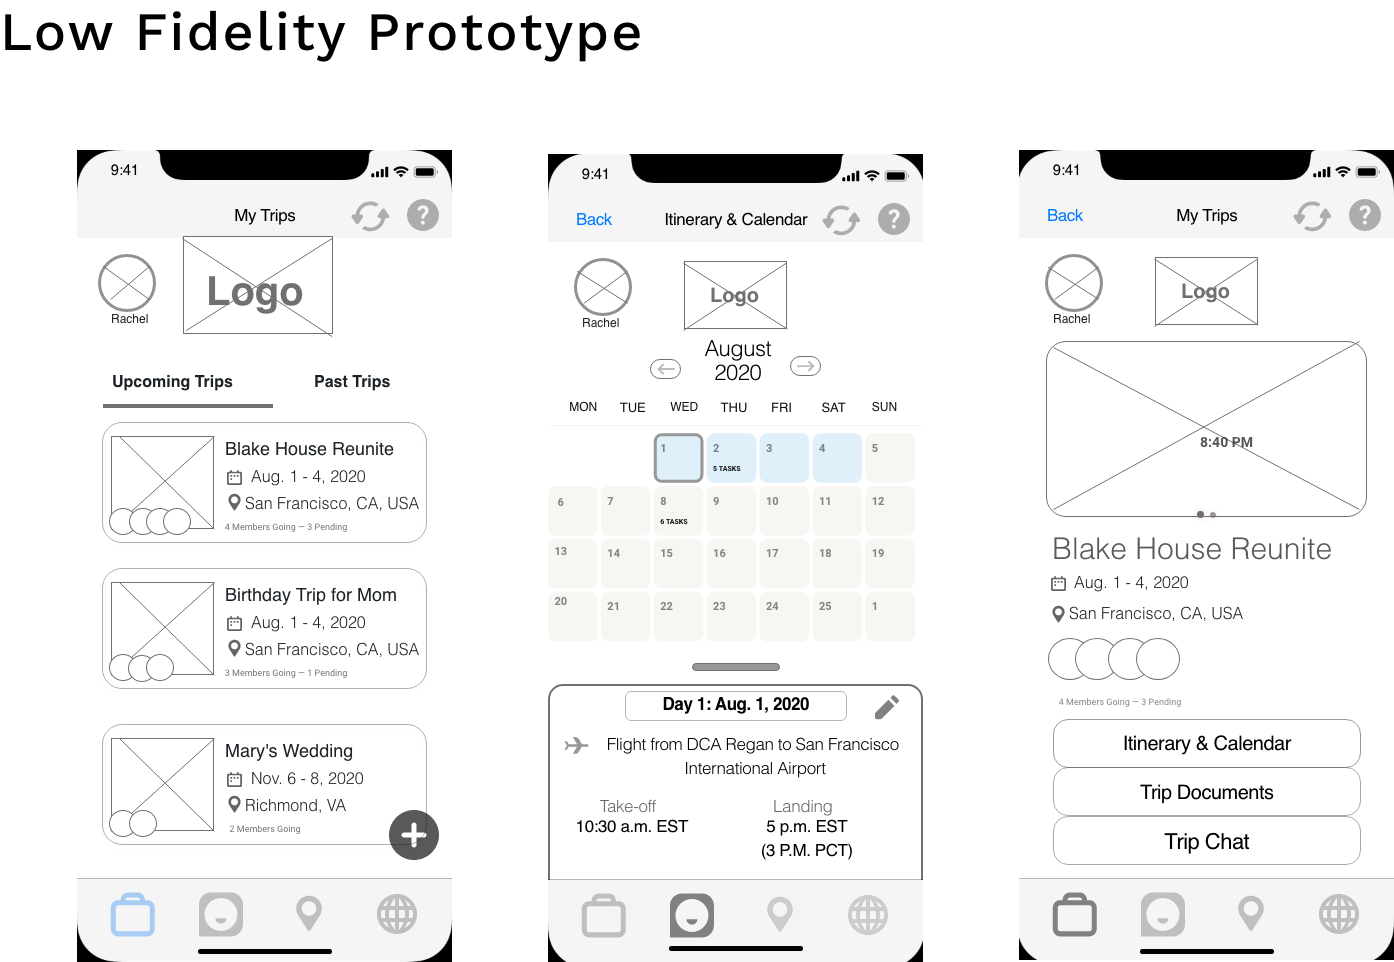 Low Fidelity Prototype
9:41
My Trips
?
Logo
Rachel
Upcoming Trips
Past Trips
Blake House Reunite
Aug. 1 - 4, 2020
San Francisco, CA, USA
4 Members Going — 3 Pending
Birthday Trip for Mom
Aug. 1 - 4, 2020
San Francisco, CA, USA
3 Members Going — 1 Pending
Mary's Wedding
Nov. 6 - 8, 2020
Richmond, VA
2 Members Going
9:41
Back
Itinerary & Calendar
?
Logo
Rachel
August
2020
MON TUE WED THU FRI SAT SUN
1 2 3 4 5
5 TASKS
6 7 8 9 10 11 12
6 TASKS
13 14 15 16 17 18 19
20 21 22 23 24 25 1
Day 1: Aug. 1, 2020
Flight from DCA Regan to San Francisco
International Airport
Take-off
10:30 a.m. EST
Landing
5 p.m. EST
(3 P.M. PCT)
9:41
Back
My Trips
?
Logo
Rachel
8:40 PM
Blake House Reunite
Aug. 1 - 4, 2020
San Francisco, CA, USA
4 Members Going — 3 Pending
Itinerary & Calendar
Trip Documents
Trip Chat